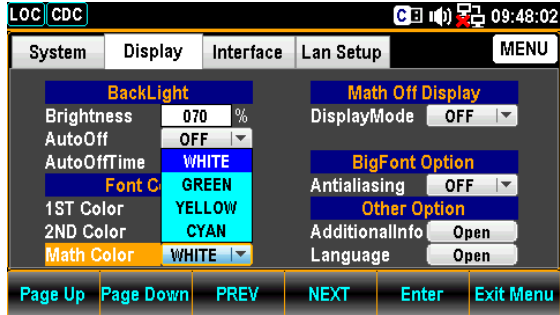 LOC CDC C 09:48:02
System Display Interface Lan Setup MENU
BackLight
Brightness 070 %
AutoOff OFF
AutoOffTime WHITE
Font C GREEN
1ST Color YELLOW
2ND Color CYAN
Math Color WHITE
Math Off Display
DisplayMode OFF
BigFont Option
Antialiasing OFF
Other Option
AdditionalInfo Open
Language Open
Page Up Page Down PREV NEXT Enter Exit Menu